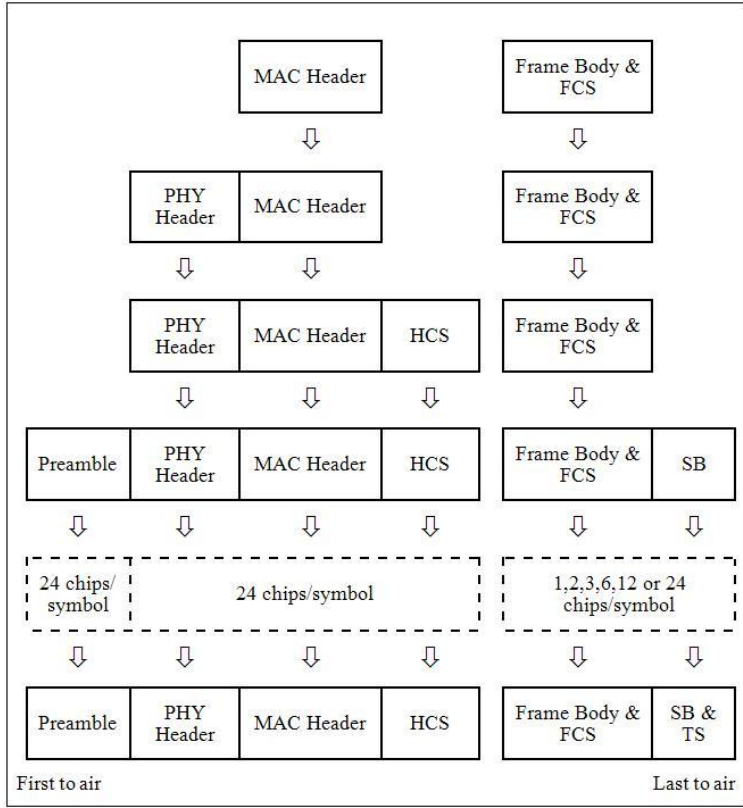 MAC Header
Frame Body &
FCS
PHY
Header
MAC Header
Frame Body &
FCS
PHY
Header
MAC Header
HCS
Frame Body &
FCS
Preamble
PHY
Header
MAC Header
HCS
Frame Body &
FCS
SB
24 chips/
symbol
24 chips/symbol
1,2,3,6,12 or 24
chips/symbol
Preamble
PHY
Header
MAC Header
HCS
Frame Body &
FCS
SB &
TS
First to air
Last to air